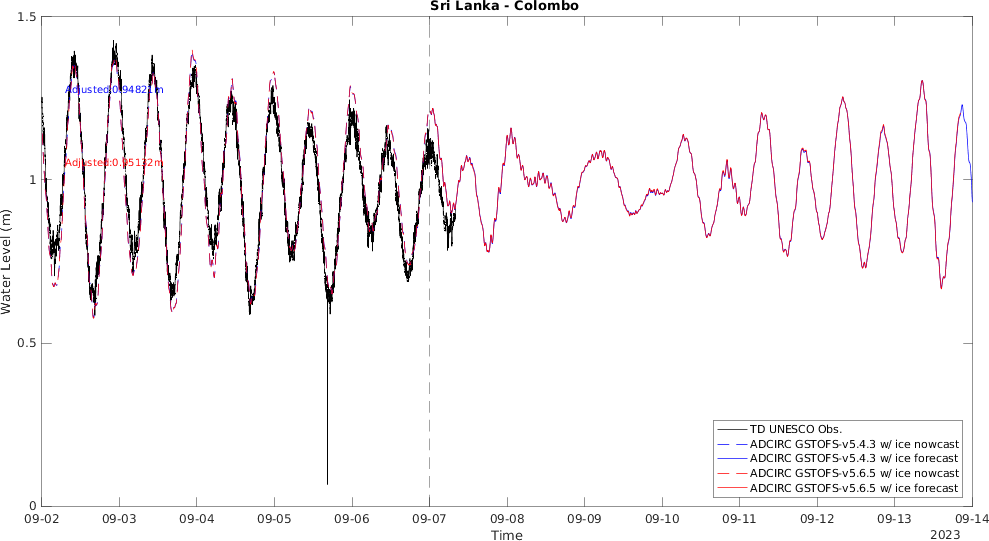 Sri Lanka - Colombo
1.5
1
0.5
0
Water Level (m)
Adjusted:0.94821m
Adjusted:0.95132m
TD UNESCO Obs.
ADCIRC GSTOFS-v5.4.3 w/ ice nowcast
ADCIRC GSTOFS-v5.4.3 w/ ice forecast
ADCIRC GSTOFS-v5.6.5 w/ ice nowcast
ADCIRC GSTOFS-v5.6.5 w/ ice forecast
09-02 09-03 09-04 09-05 09-06 09-07 09-08 09-09 09-10 09-11 09-12 09-13 09-14
Time
2023